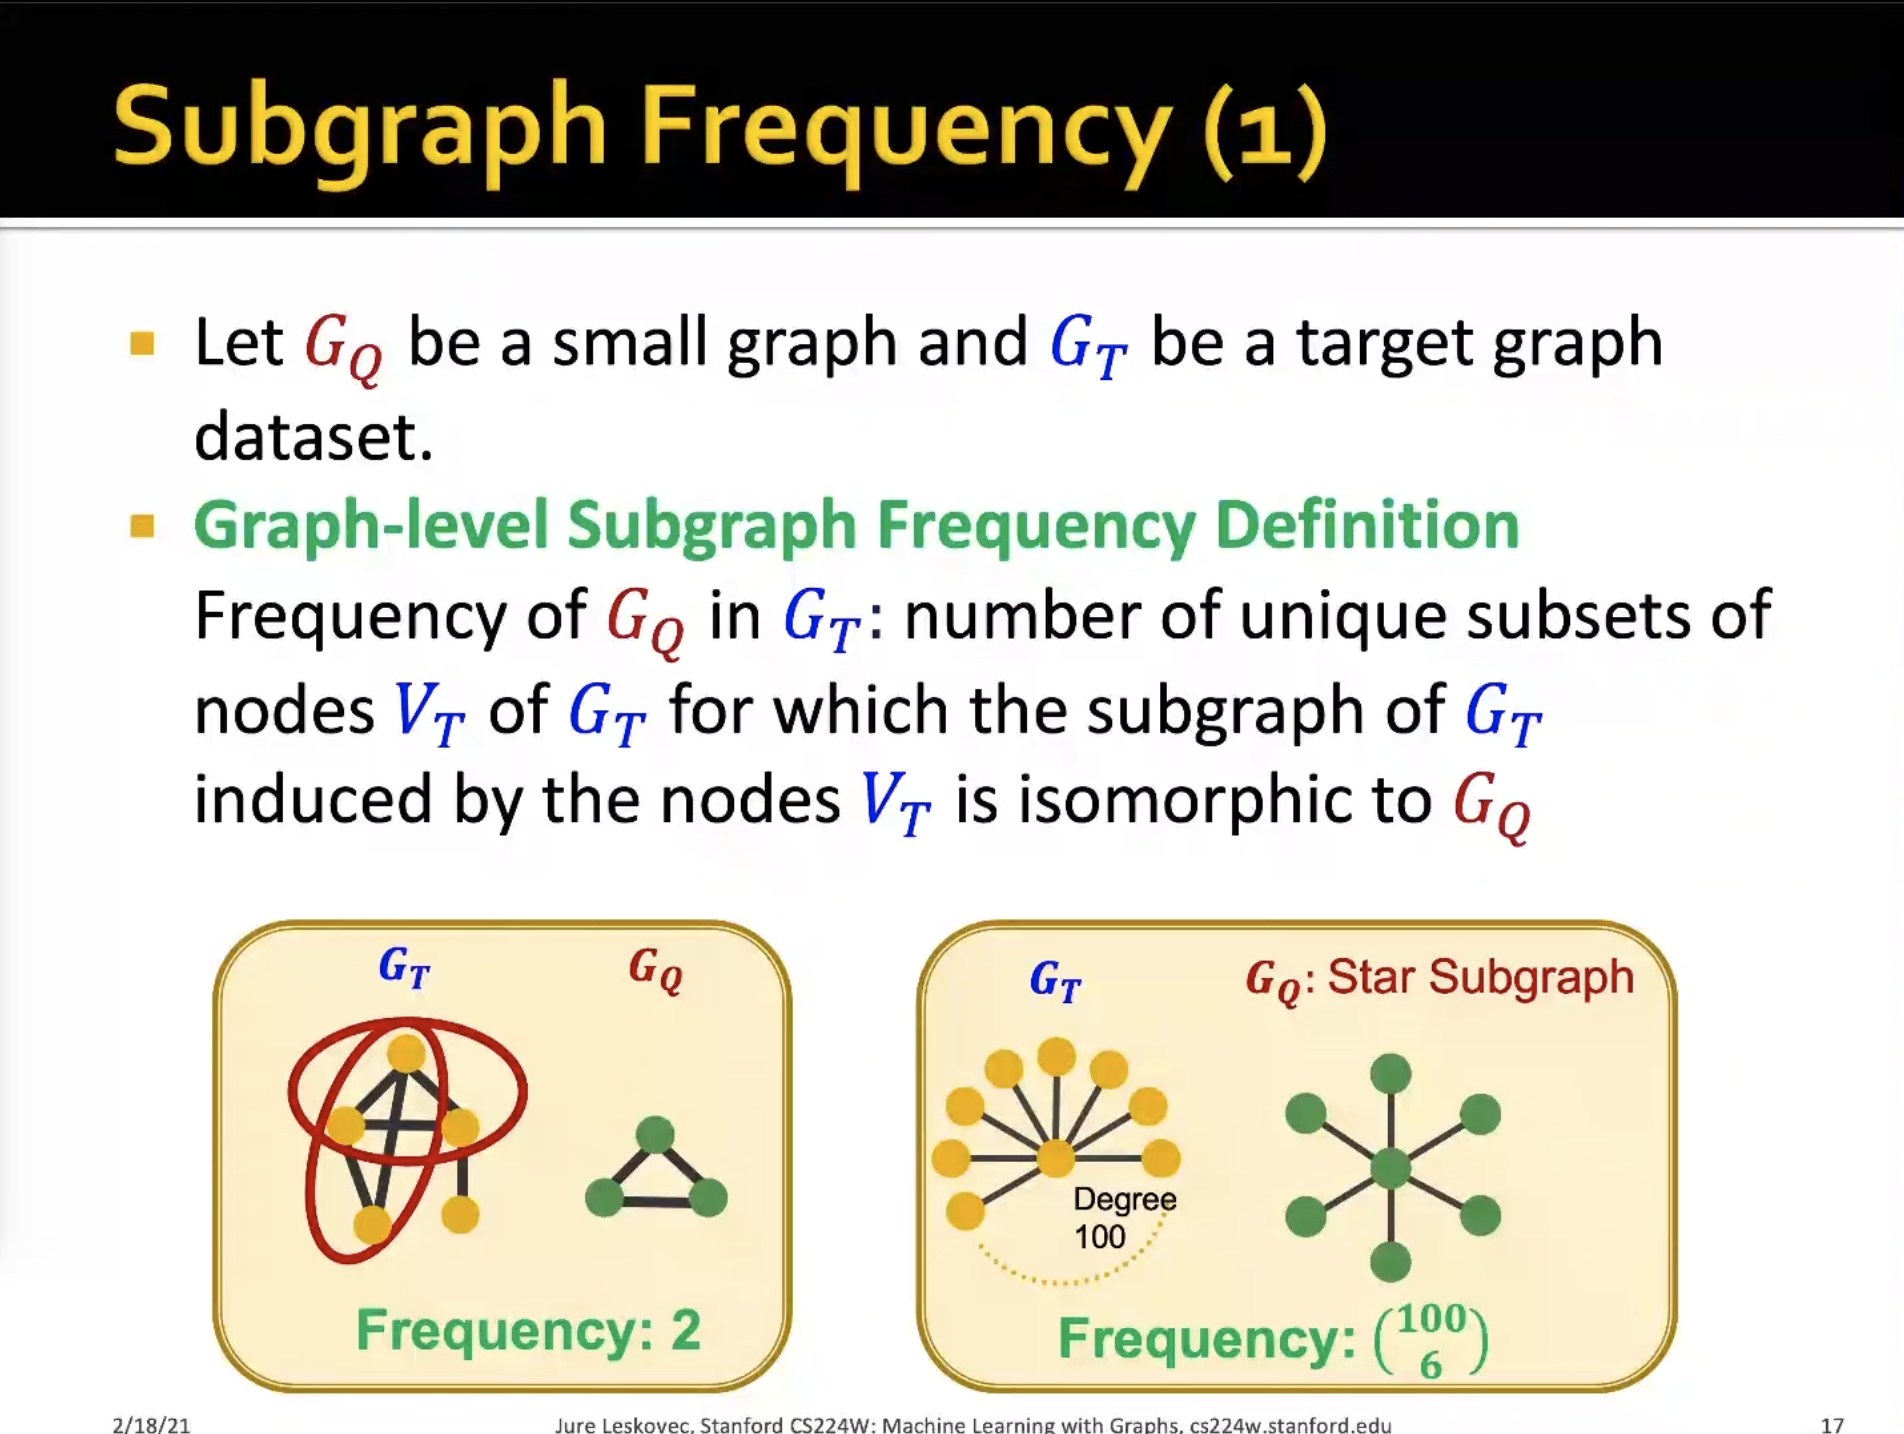 Subgraph Frequency (1)
Let G_Q be a small graph and G_T be a target graph
dataset.
Graph-level Subgraph Frequency Definition
Frequency of G_Q in G_T: number of unique subsets of
nodes V_T of G_T for which the subgraph of G_T
induced by the nodes V_T is isomorphic to G_Q
G_T G_Q
Frequency: 2
G_T G_Q: Star Subgraph
Degree
100
Frequency: (100 6)
2/18/21 Jure Leskovec, Stanford CS224W: Machine Learning with Graphs, cs224w.stanford.edu 17